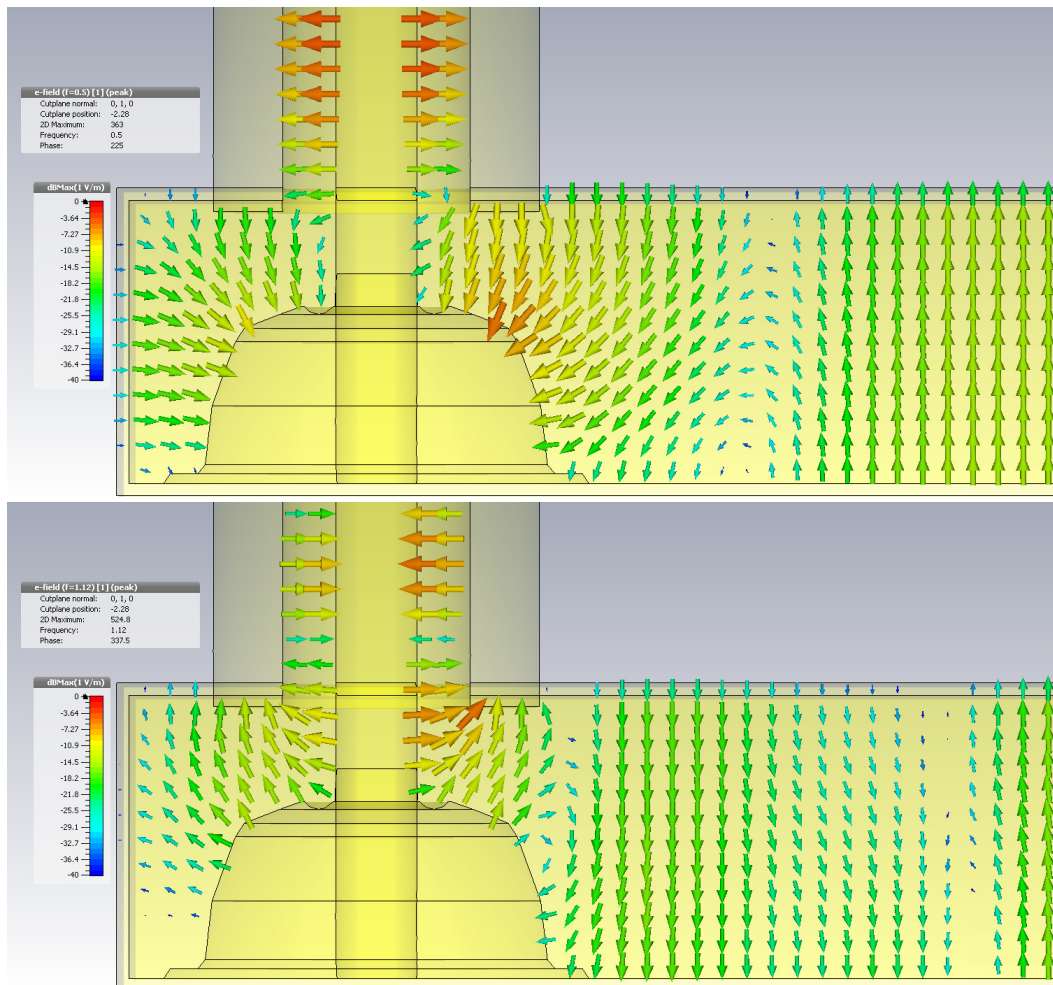 e-field (f=0.5) [1] (peak)
Cutplane normal: 0, 1, 0
Cutplane position: -2.28
2D Maximum: 363
Frequency: 0.5
Phase: 225
dBMax(1 V/m)
0
-3.64
-7.27
-10.9
-14.5
-18.2
-21.8
-25.5
-29.1
-32.7
-36.4
-40
e-field (f=1.12) [1] (peak)
Cutplane normal: 0, 1, 0
Cutplane position: -2.28
2D Maximum: 524.8
Frequency: 1.12
Phase: 337.5
dBMax(1 V/m)
0
-3.64
-7.27
-10.9
-14.5
-18.2
-21.8
-25.5
-29.1
-32.7
-36.4
-40